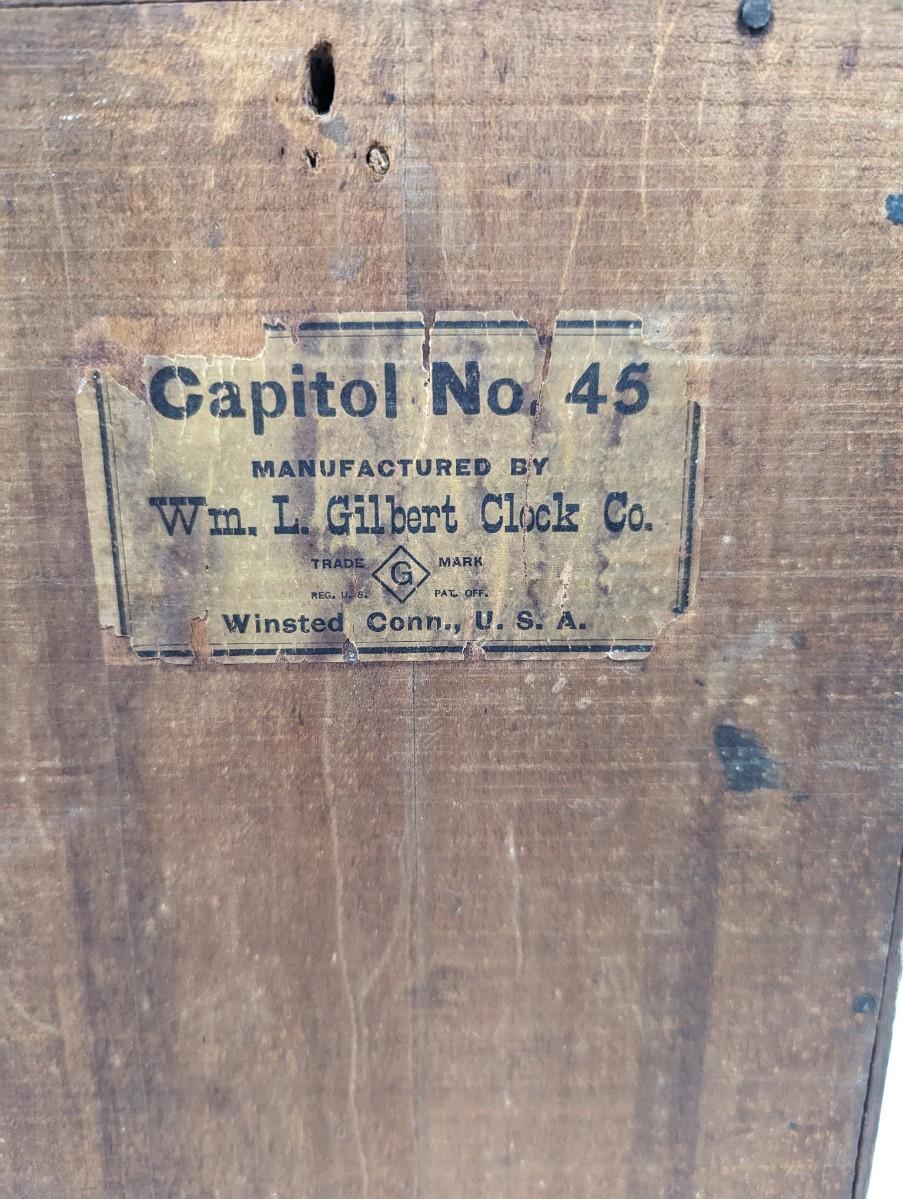 Capitol No. 45
MANUFACTURED BY
Wm. L. Gilbert Clock Co.
TRADE G MARK
REG. U. S. PAT. OFF.
Winsted Conn., U. S. A.